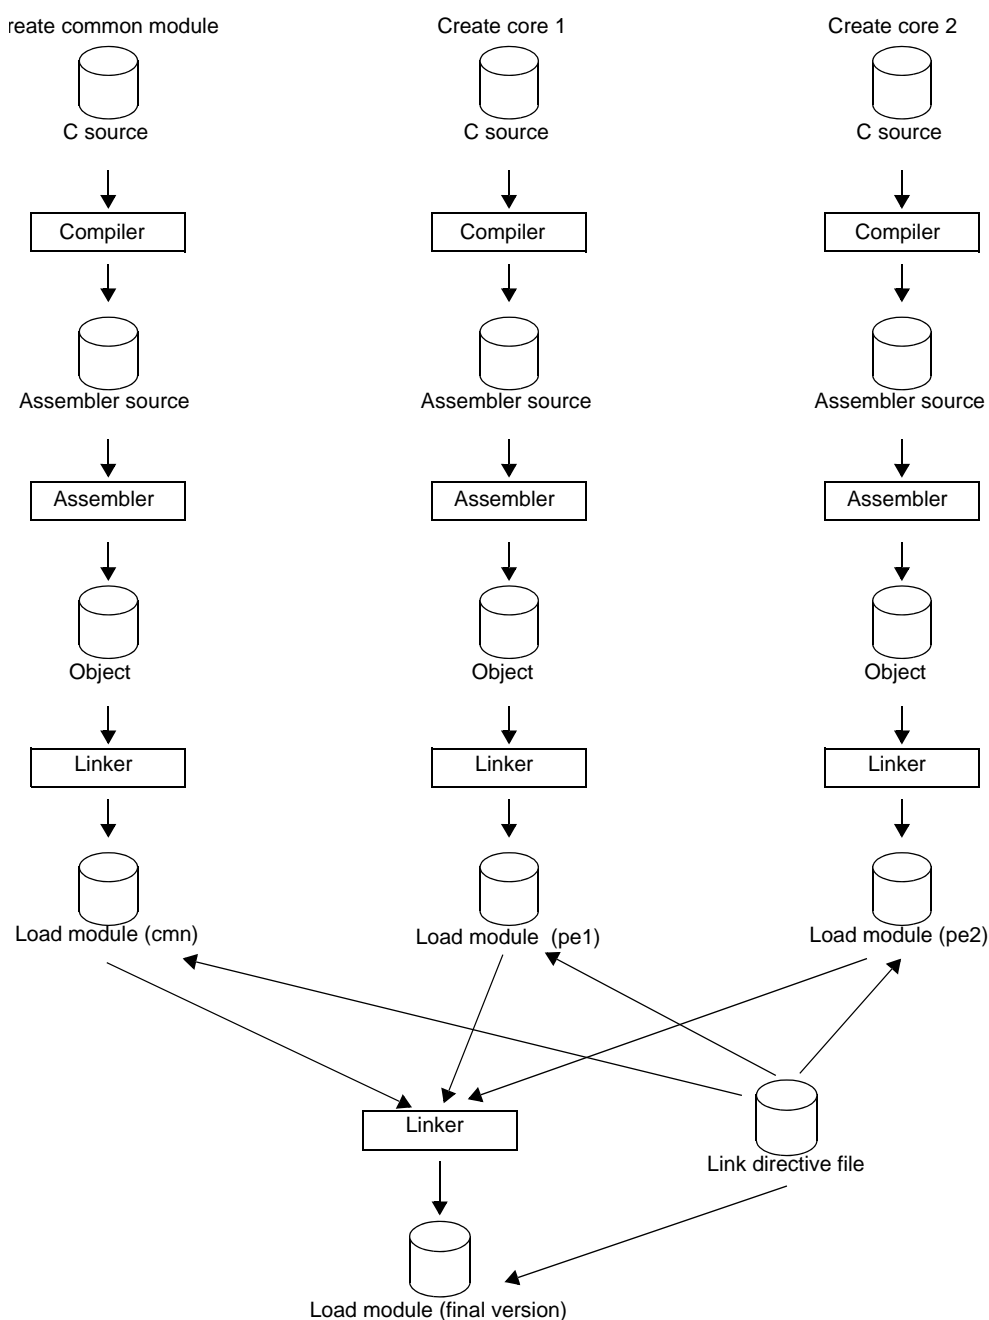 reate common module
Create core 1
Create core 2
C source
C source
C source
Compiler
Compiler
Compiler
Assembler source
Assembler source
Assembler source
Assembler
Assembler
Assembler
Object
Object
Object
Linker
Linker
Linker
Load module (cmn)
Load module (pe1)
Load module (pe2)
Linker
Link directive file
Load module (final version)